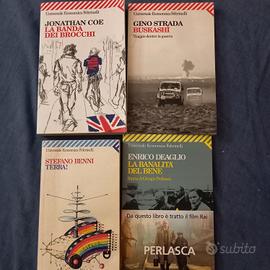 Universale Economica Feltrinelli
JONATHAN COE
LA BANDA
DEI BROCCHI
Universale Economica Feltrinelli
GINO STRADA
BUSKASHÌ
Viaggio dentro la guerra
Universale Economica Feltrinelli
STEFANO BENNI
TERRA!
Universale Economica Feltrinelli
ENRICO DEAGLIO
LA BANALITÀ
DEL BENE
Storia di Giorgio Perlasca
Da questo libro è tratto il film Rai
PERLASCA
subito